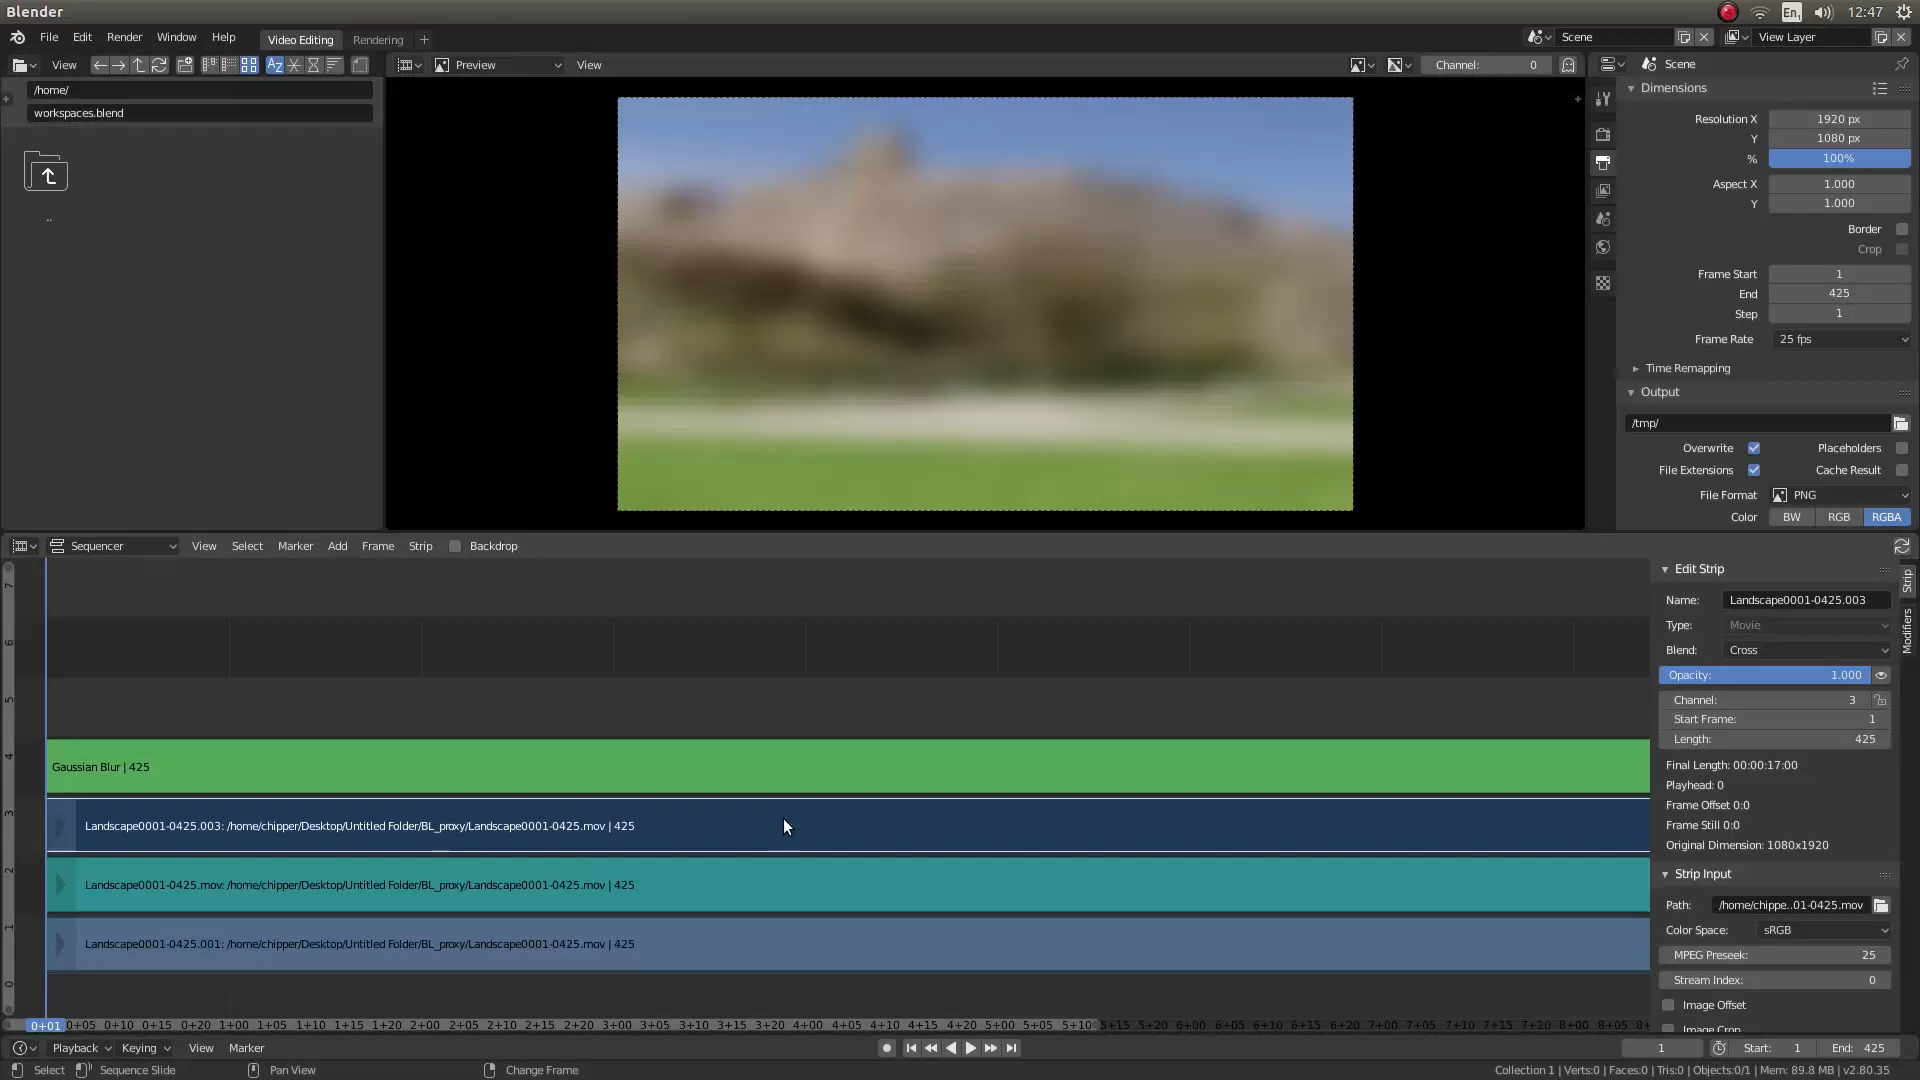 Blender
En1 12:47
File Edit Render Window Help Video Editing Rendering + Scene View Layer
View Preview View Channel: 0 Scene
/home/
workspaces.blend
..
Dimensions
Resolution X 1920 px
Y 1080 px
% 100%
Aspect X 1.000
Y 1.000
Border
Crop
Frame Start 1
End 425
Step 1
Frame Rate 25 fps
Time Remapping
Output
/tmp/
Overwrite Placeholders
File Extensions Cache Result
File Format PNG
Color BW RGB RGBA
Sequencer View Select Marker Add Frame Strip Backdrop
7
6
5
4
3
2
1
0
Gaussian Blur | 425
Landscape0001-0425.003: /home/chipper/Desktop/Untitled Folder/BL_proxy/Landscape0001-0425.mov | 425
Landscape0001-0425.mov: /home/chipper/Desktop/Untitled Folder/BL_proxy/Landscape0001-0425.mov | 425
Landscape0001-0425.001: /home/chipper/Desktop/Untitled Folder/BL_proxy/Landscape0001-0425.mov | 425
Edit Strip
Strip
Modifiers
Name: Landscape0001-0425.003
Type: Movie
Blend: Cross
Opacity: 1.000
Channel: 3
Start Frame: 1
Length: 425
Final Length: 00:00:17:00
Playhead: 0
Frame Offset 0:0
Frame Still 0:0
Original Dimension: 1080x1920
Strip Input
Path: /home/chippe..01-0425.mov
Color Space: sRGB
MPEG Preseek: 25
Stream Index: 0
Image Offset
Image Crop
0+01 0+05 0+10 0+15 0+20 1+00 1+05 1+10 1+15 1+20 2+00 2+05 2+10 2+15 2+20 3+00 3+05 3+10 3+15 3+20 4+00 4+05 4+10 4+15 4+20 5+00 5+05 5+10 5+15 5+20 6+00 6+05 6+10 6+15 6+20 7+00 7+05 7+10 7+15 7+20 8+00 8+05 8+
Playback Keying View Marker 1 Start: 1 End: 425
Select Sequence Slide Pan View Change Frame Collection 1 | Verts:0 | Faces:0 | Tris:0 | Objects:0/1 | Mem: 89.8 MB | v2.80.35